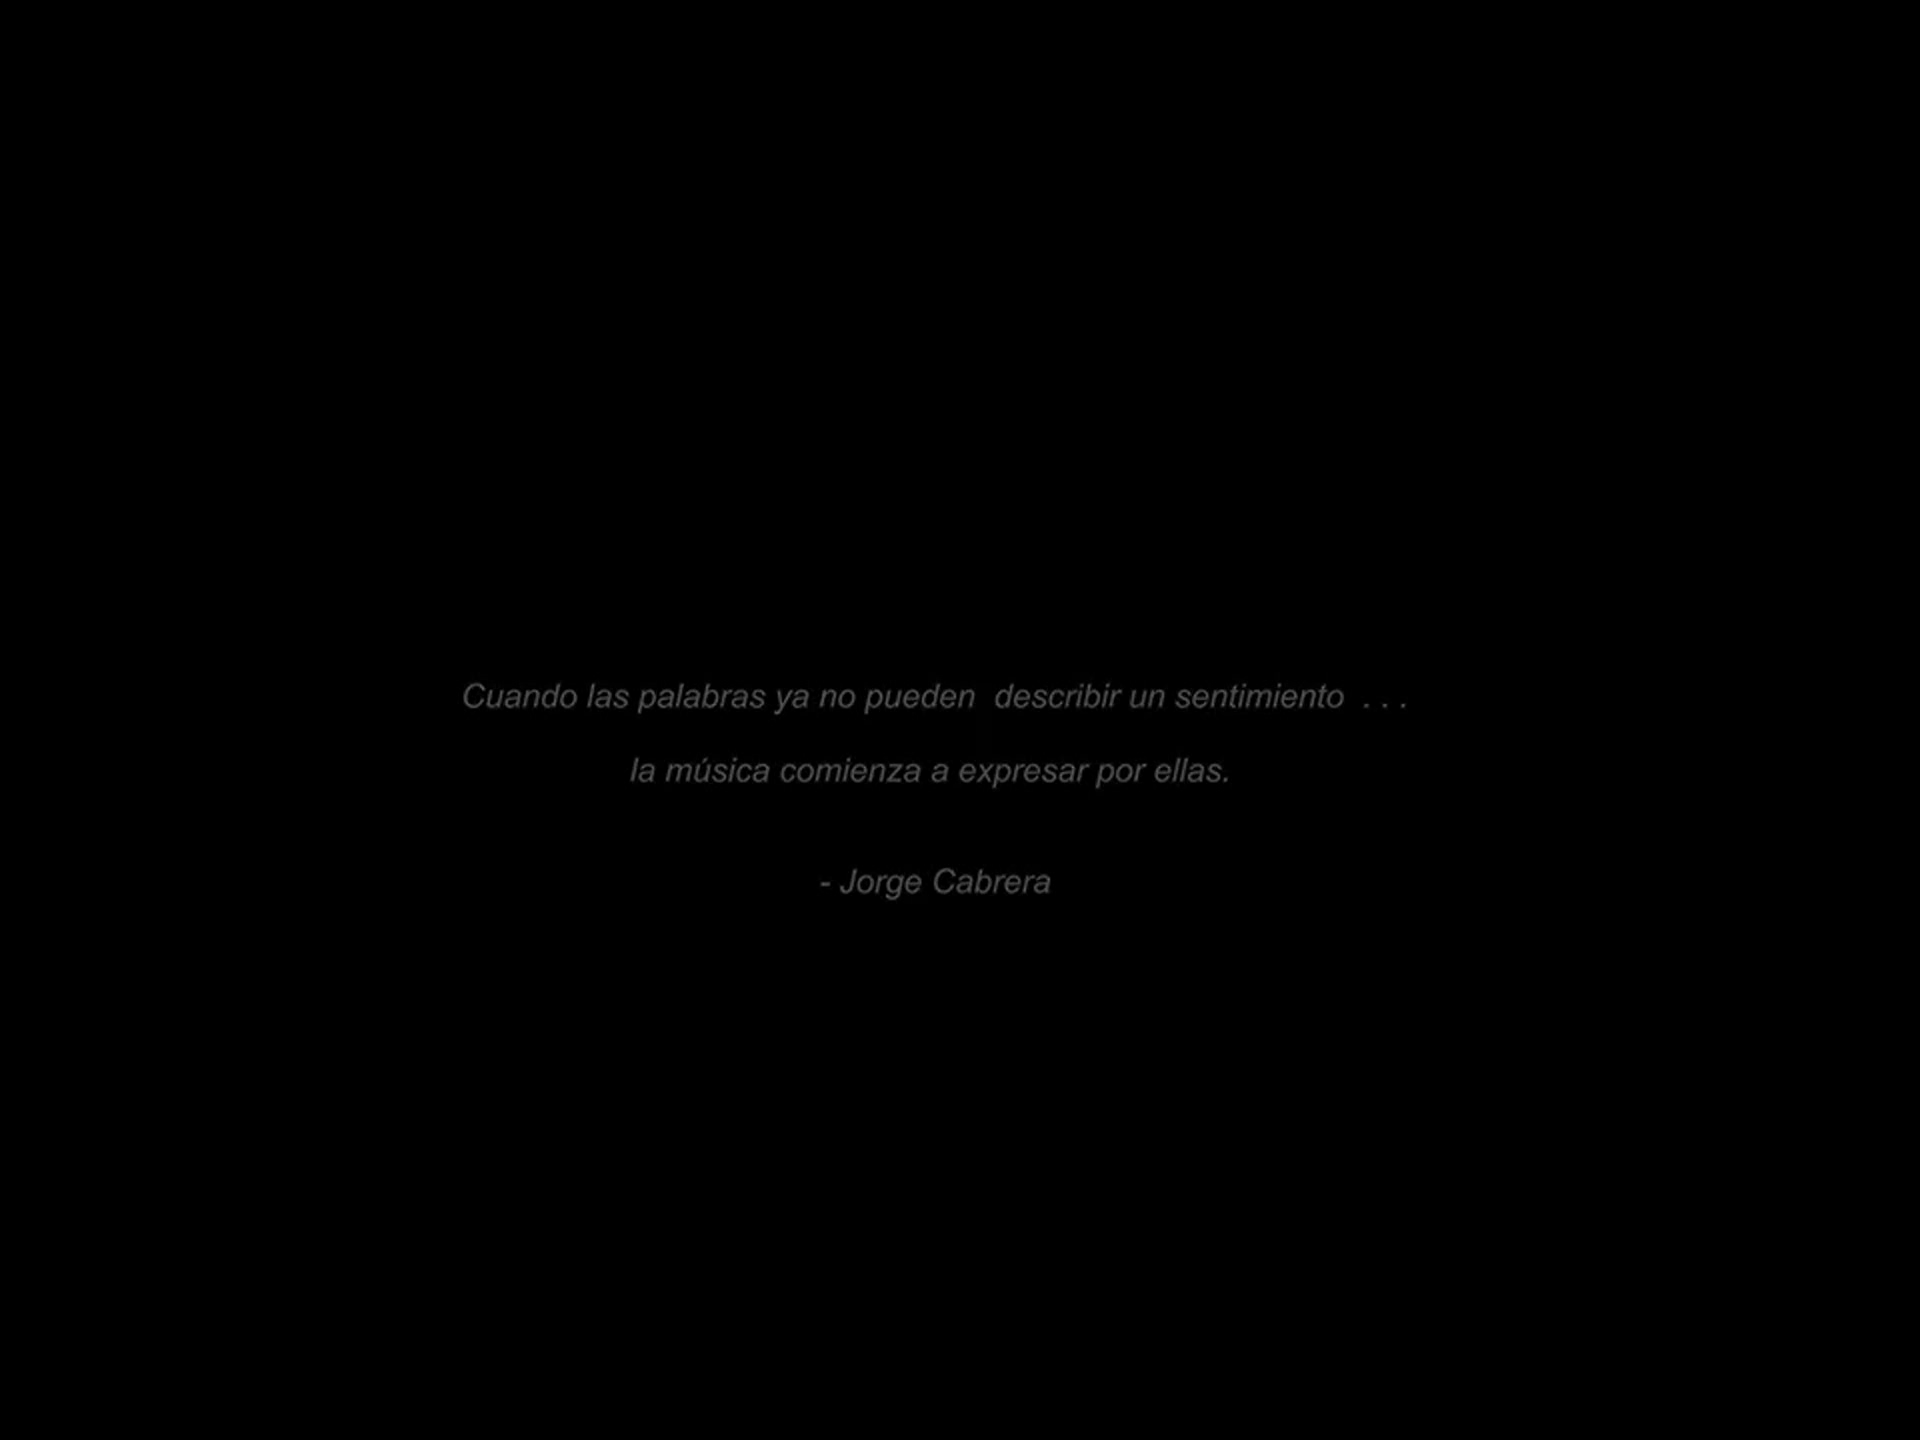 Cuando las palabras ya no pueden  describir un sentimiento  . . .
la música comienza a expresar por ellas.
- Jorge Cabrera